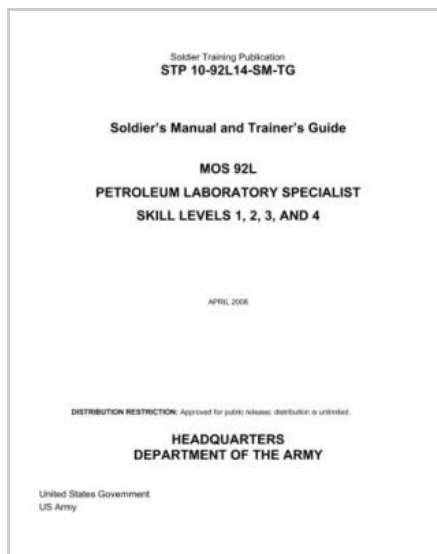 Soldier Training Publication
STP 10-92L14-SM-TG
Soldier's Manual and Trainer's Guide
MOS 92L
PETROLEUM LABORATORY SPECIALIST
SKILL LEVELS 1, 2, 3, AND 4
APRIL 2006
DISTRIBUTION RESTRICTION: Approved for public release; distribution is unlimited.
HEADQUARTERS
DEPARTMENT OF THE ARMY
United States Government
US Army